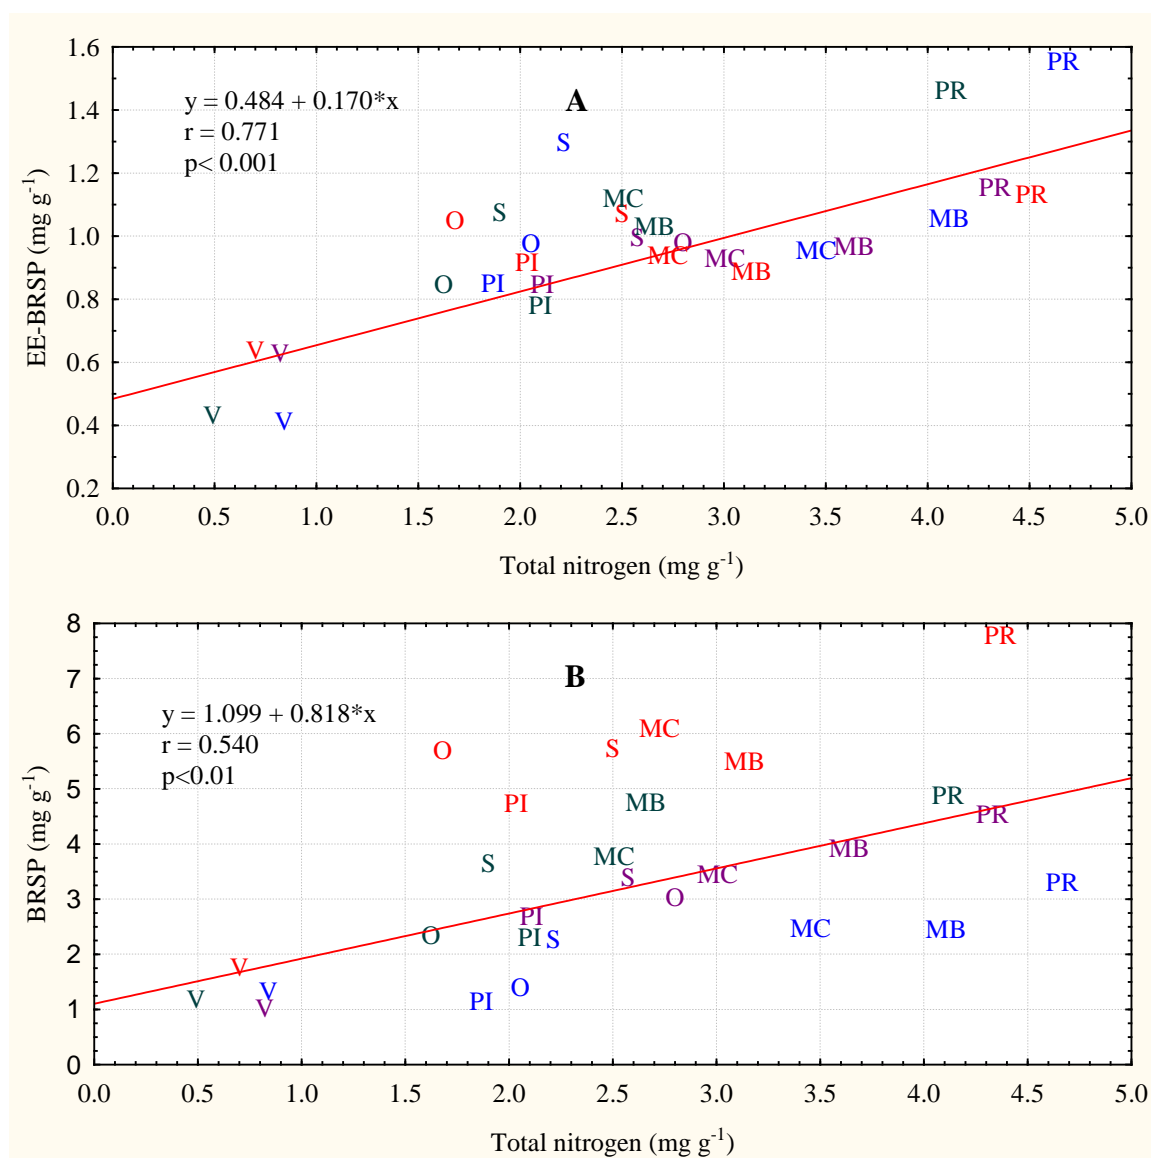 1.6
1.4
1.2
1.0
0.8
0.6
0.4
0.2
EE-BRSP (mg g-1)
A
y = 0.484 + 0.170*x
r = 0.771
p< 0.001
PR
PR
S
PR
PR
MC
S
S
MB
O
MB
S
O
O
MC
MB
PI
MC
MC
MB
O
PI
PI
PI
V
V
V
V
0.0 0.5 1.0 1.5 2.0 2.5 3.0 3.5 4.0 4.5 5.0
Total nitrogen (mg g-1)
8
7
6
5
4
3
2
1
0
BRSP (mg g-1)
B
y = 1.099 + 0.818*x
r = 0.540
p<0.01
PR
MC
O
S
MB
PI
MB
PR
PR
S
MC
MB
S
MC
O
PR
PI
O
PI
S
MC
MB
V
V
V
V
PI
O
0.0 0.5 1.0 1.5 2.0 2.5 3.0 3.5 4.0 4.5 5.0
Total nitrogen (mg g-1)